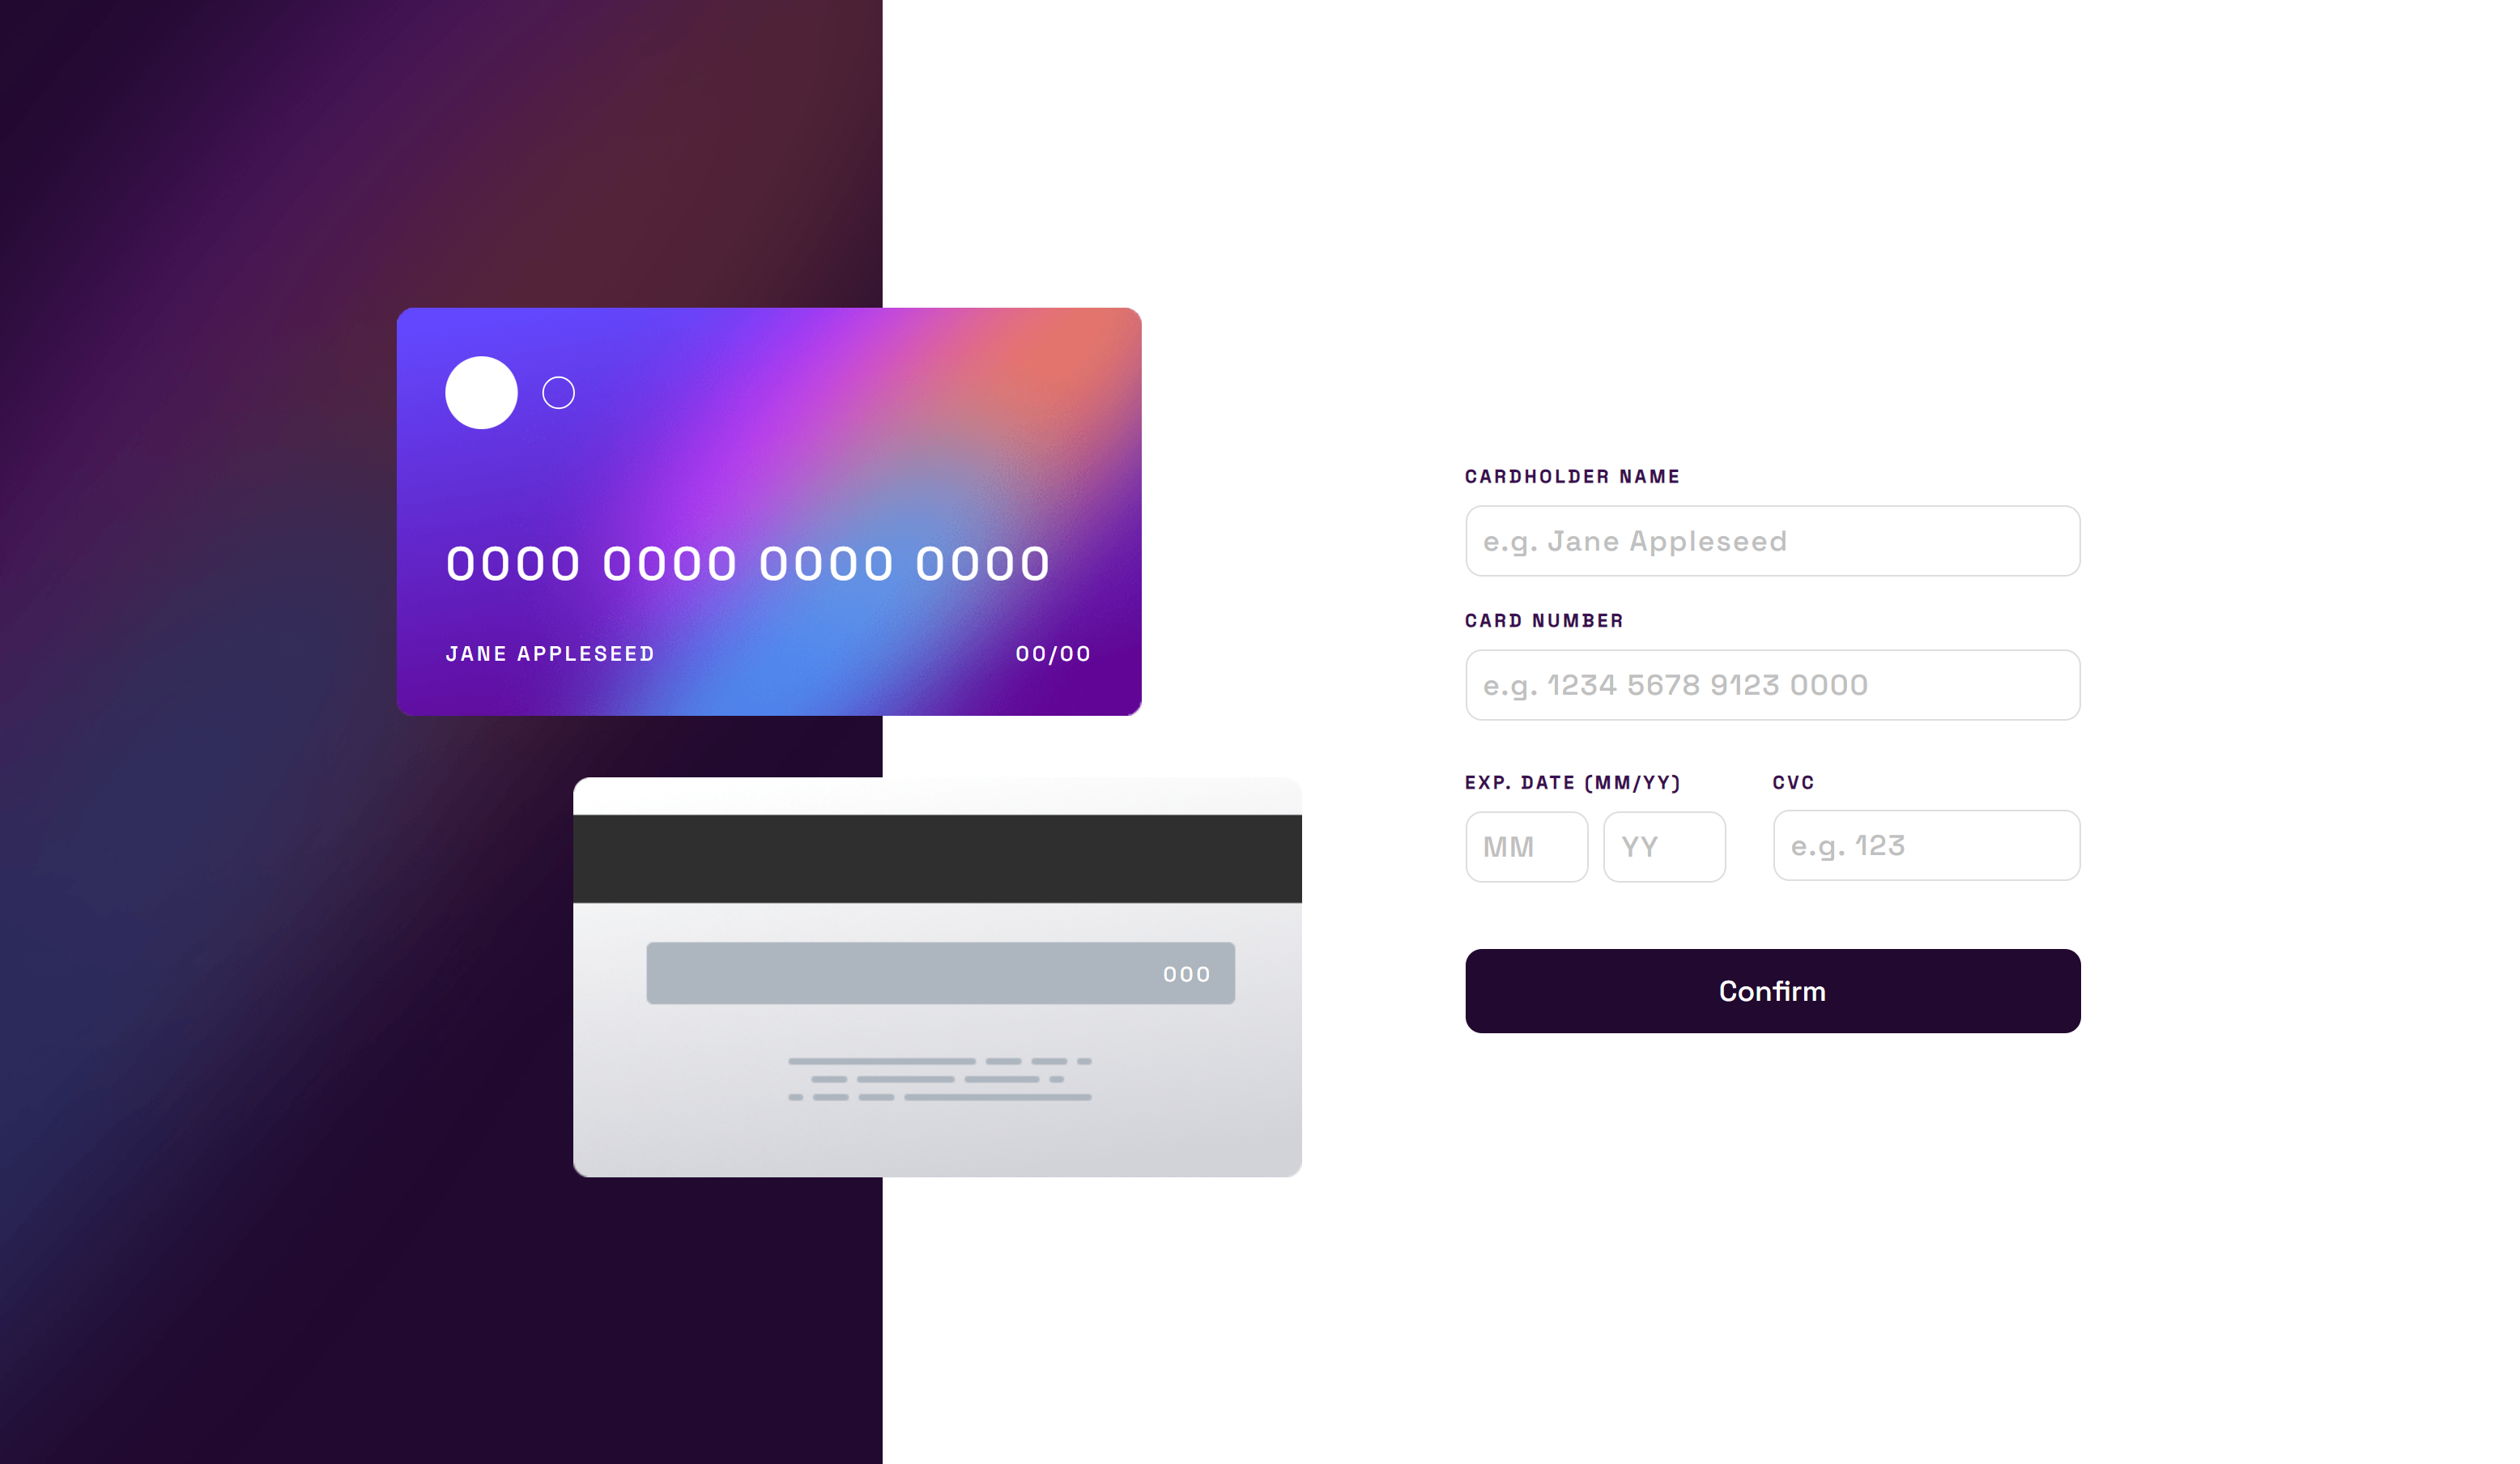 0000 0000 0000 0000
JANE APPLESEED 00/00
000
CARDHOLDER NAME
e.g. Jane Appleseed
CARD NUMBER
e.g. 1234 5678 9123 0000
EXP. DATE (MM/YY) CVC
MM YY e.g. 123
Confirm